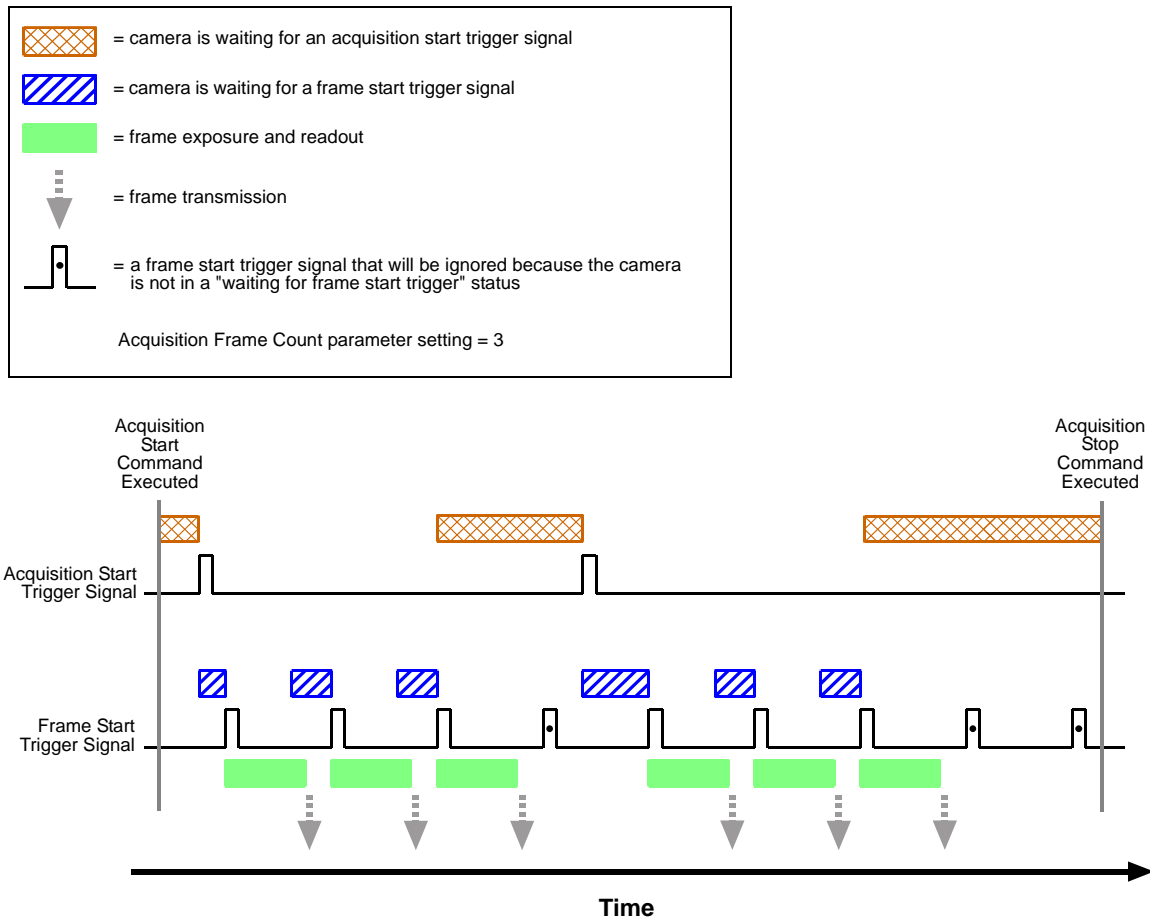 = camera is waiting for an acquisition start trigger signal
= camera is waiting for a frame start trigger signal
= frame exposure and readout
= frame transmission
= a frame start trigger signal that will be ignored because the camera
is not in a "waiting for frame start trigger" status
Acquisition Frame Count parameter setting = 3
Acquisition
Start
Command
Executed
Acquisition
Stop
Command
Executed
Acquisition Start
Trigger Signal
Frame Start
Trigger Signal
Time